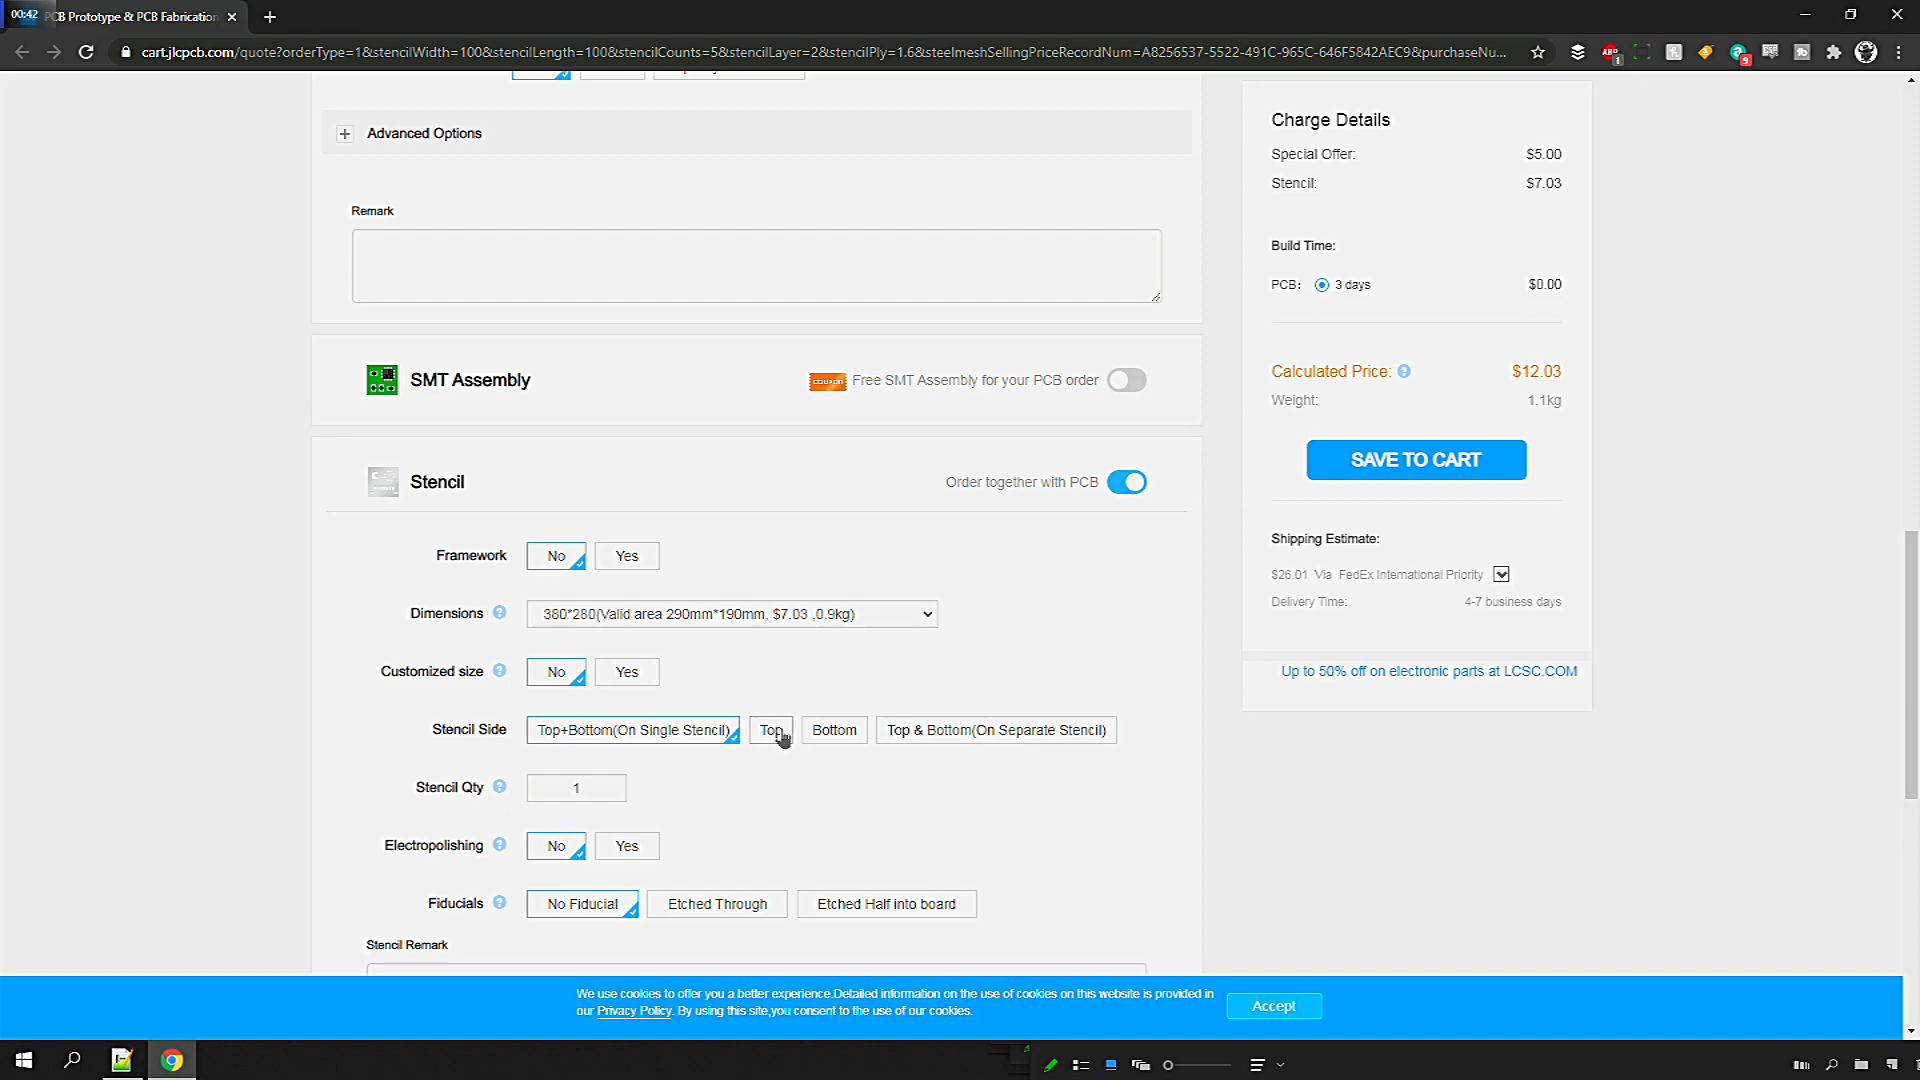 00:42
PCB Prototype & PCB Fabrication
cart.jlcpcb.com/quote?orderType=1&stencilWidth=100&stencilLength=100&stencilCounts=5&stencilLayer=2&stencilPly=1.6&steelmeshSellingPriceRecordNum=A8256537-5522-491C-965C-646F5842AEC9&purchaseNu...
ABP
1
9
Advanced Options
Remark
SMT Assembly
COUPON
Free SMT Assembly for your PCB order
Stencil
Order together with PCB
Framework
No
Yes
Dimensions
380*280(Valid area 290mm*190mm, $7.03 ,0.9kg)
Customized size
No
Yes
Stencil Side
Top+Bottom(On Single Stencil)
Top
Bottom
Top & Bottom(On Separate Stencil)
Stencil Qty
1
Electropolishing
No
Yes
Fiducials
No Fiducial
Etched Through
Etched Half into board
Stencil Remark
Charge Details
Special Offer:
$5.00
Stencil:
$7.03
Build Time:
PCB:
3 days
$0.00
Calculated Price:
$12.03
Weight:
1.1kg
SAVE TO CART
Shipping Estimate:
$26.01 Via FedEx International Priority
Delivery Time:
4-7 business days
Up to 50% off on electronic parts at LCSC.COM
We use cookies to offer you a better experience.Detailed information on the use of cookies on this website is provided in
our Privacy Policy. By using this site,you consent to the use of our cookies.
Accept